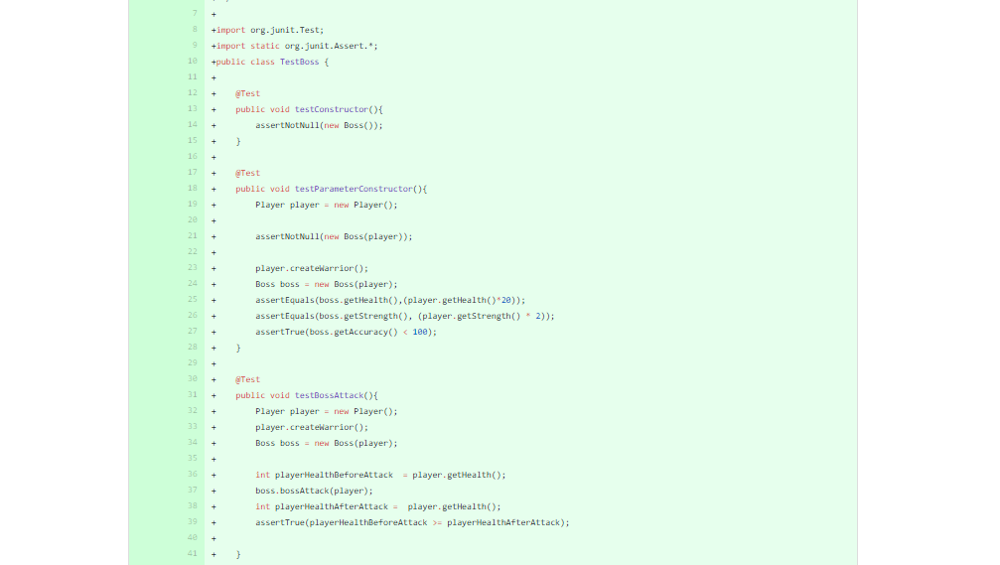 7 +
8 +import org.junit.Test;
9 +import static org.junit.Assert.*;
10 +public class TestBoss {
11 +
12 +    @Test
13 +    public void testConstructor(){
14 +        assertNotNull(new Boss());
15 +    }
16 +
17 +    @Test
18 +    public void testParameterConstructor(){
19 +        Player player = new Player();
20 +
21 +        assertNotNull(new Boss(player));
22 +
23 +        player.createWarrior();
24 +        Boss boss = new Boss(player);
25 +        assertEquals(boss.getHealth(),(player.getHealth()*20));
26 +        assertEquals(boss.getStrength(), (player.getStrength() * 2));
27 +        assertTrue(boss.getAccuracy() < 100);
28 +    }
29 +
30 +    @Test
31 +    public void testBossAttack(){
32 +        Player player = new Player();
33 +        player.createWarrior();
34 +        Boss boss = new Boss(player);
35 +
36 +        int playerHealthBeforeAttack  = player.getHealth();
37 +        boss.bossAttack(player);
38 +        int playerHealthAfterAttack =  player.getHealth();
39 +        assertTrue(playerHealthBeforeAttack >= playerHealthAfterAttack);
40 +
41 +    }